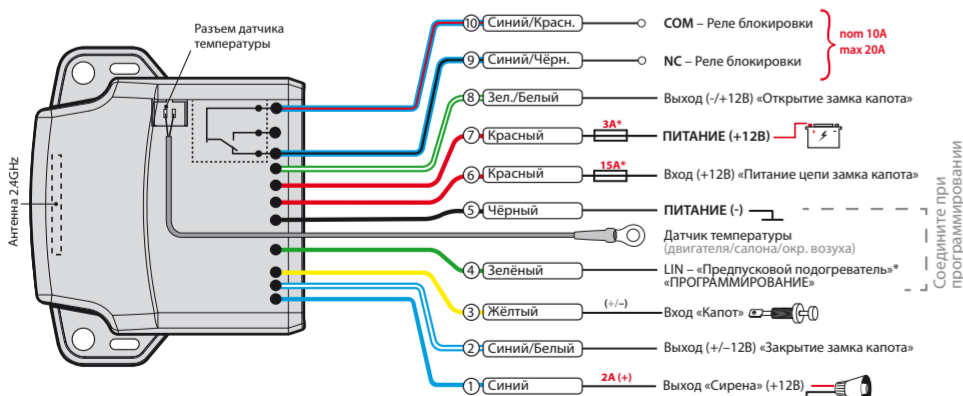 Разъем датчика
температуры
Антенна 2.4GHz
10 Синий/Красн.
COM – Реле блокировки
nom 10A
max 20A
9 Синий/Чёрн.
NC – Реле блокировки
8 Зел./Белый
Выход (-/+12В) «Открытие замка капота»
7 Красный
3А*
ПИТАНИЕ (+12В)
6 Красный
15А*
Вход (+12В) «Питание цепи замка капота»
5 Чёрный
ПИТАНИЕ (-)
Датчик температуры
(двигателя/салона/окр. возуха)
4 Зелёный
LIN – «Предпусковой подогреватель»*
«ПРОГРАММИРОВАНИЕ»
Соедините при
программировании
3 Жёлтый
(+/–)
Вход «Капот»
2 Синий/Белый
Выход (+/–12В) «Закрытие замка капота»
1 Синий
2А (+)
Выход «Сирена» (+12В)